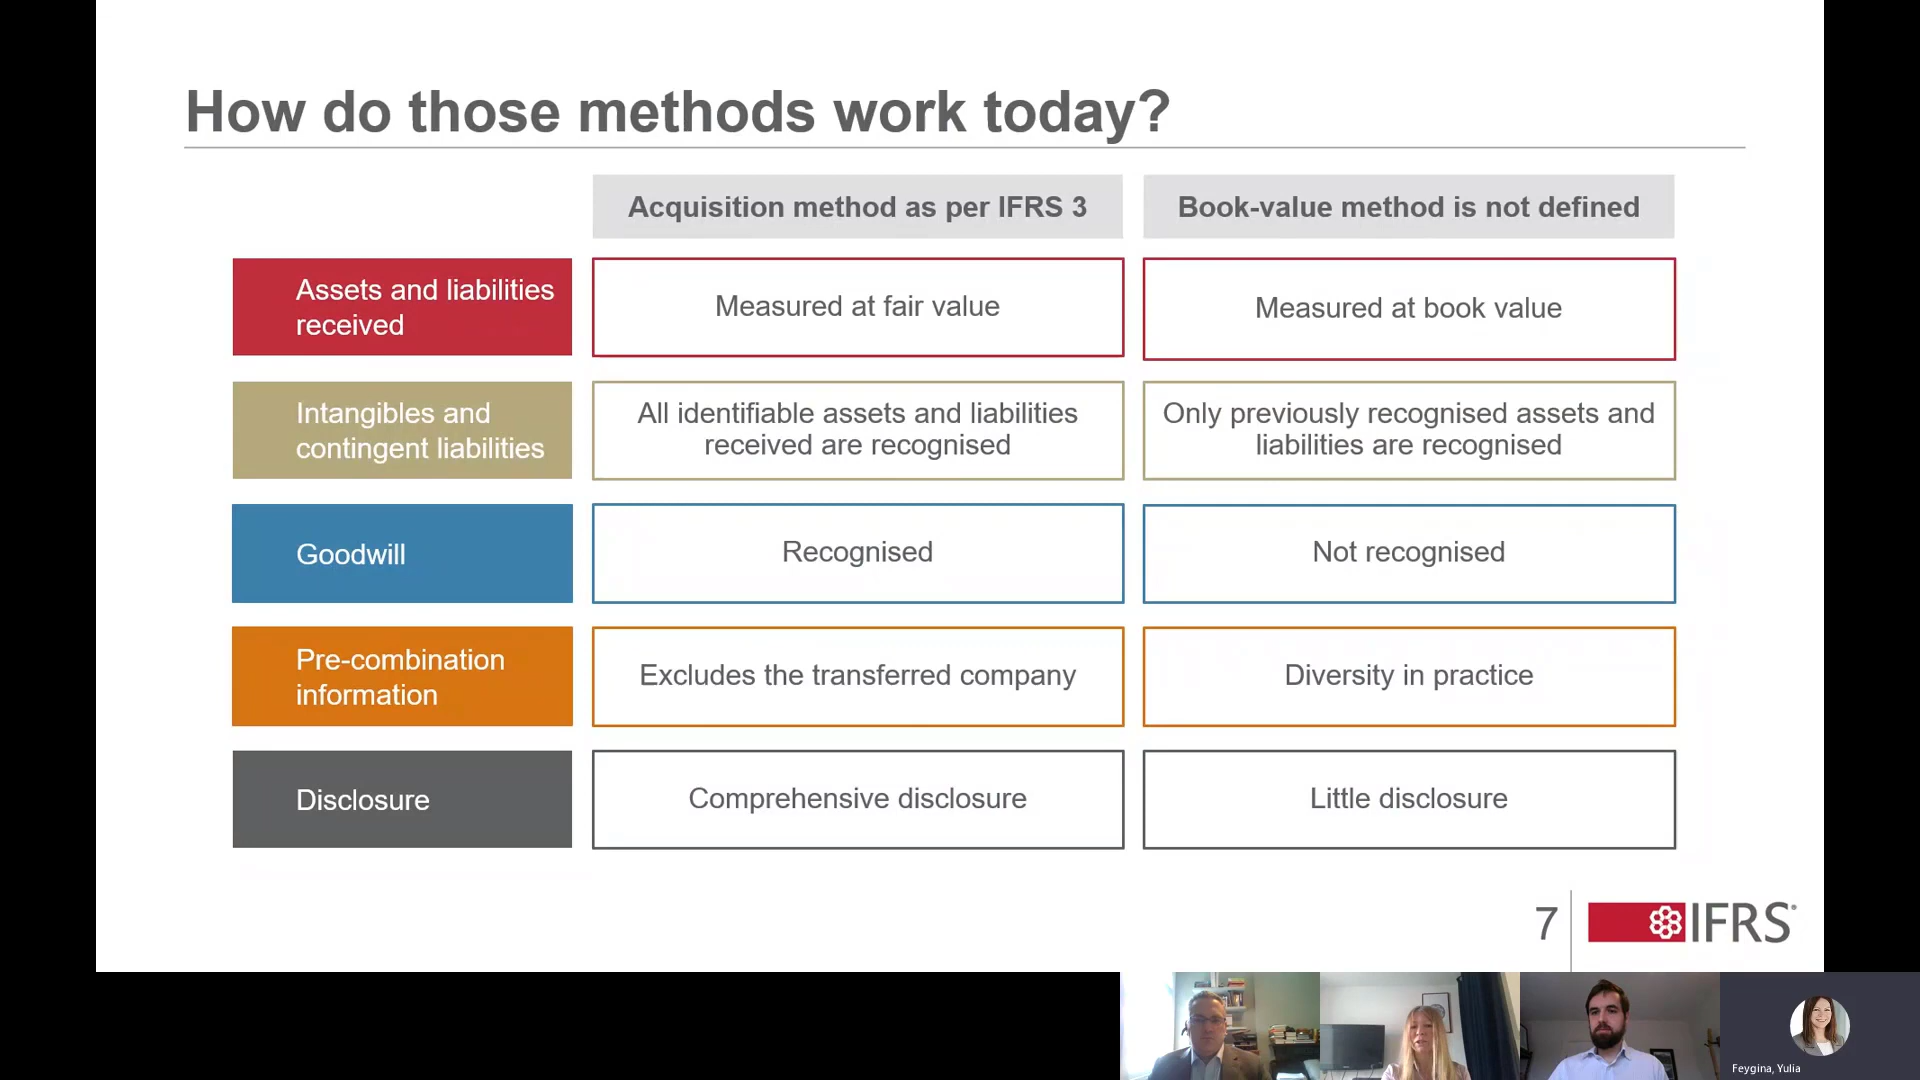 How do those methods work today?
Acquisition method as per IFRS 3
Book-value method is not defined
Assets and liabilities
received
Measured at fair value
Measured at book value
Intangibles and
contingent liabilities
All identifiable assets and liabilities
received are recognised
Only previously recognised assets and
liabilities are recognised
Goodwill
Recognised
Not recognised
Pre-combination
information
Excludes the transferred company
Diversity in practice
Disclosure
Comprehensive disclosure
Little disclosure
7
IFRS®
Feygina, Yulia